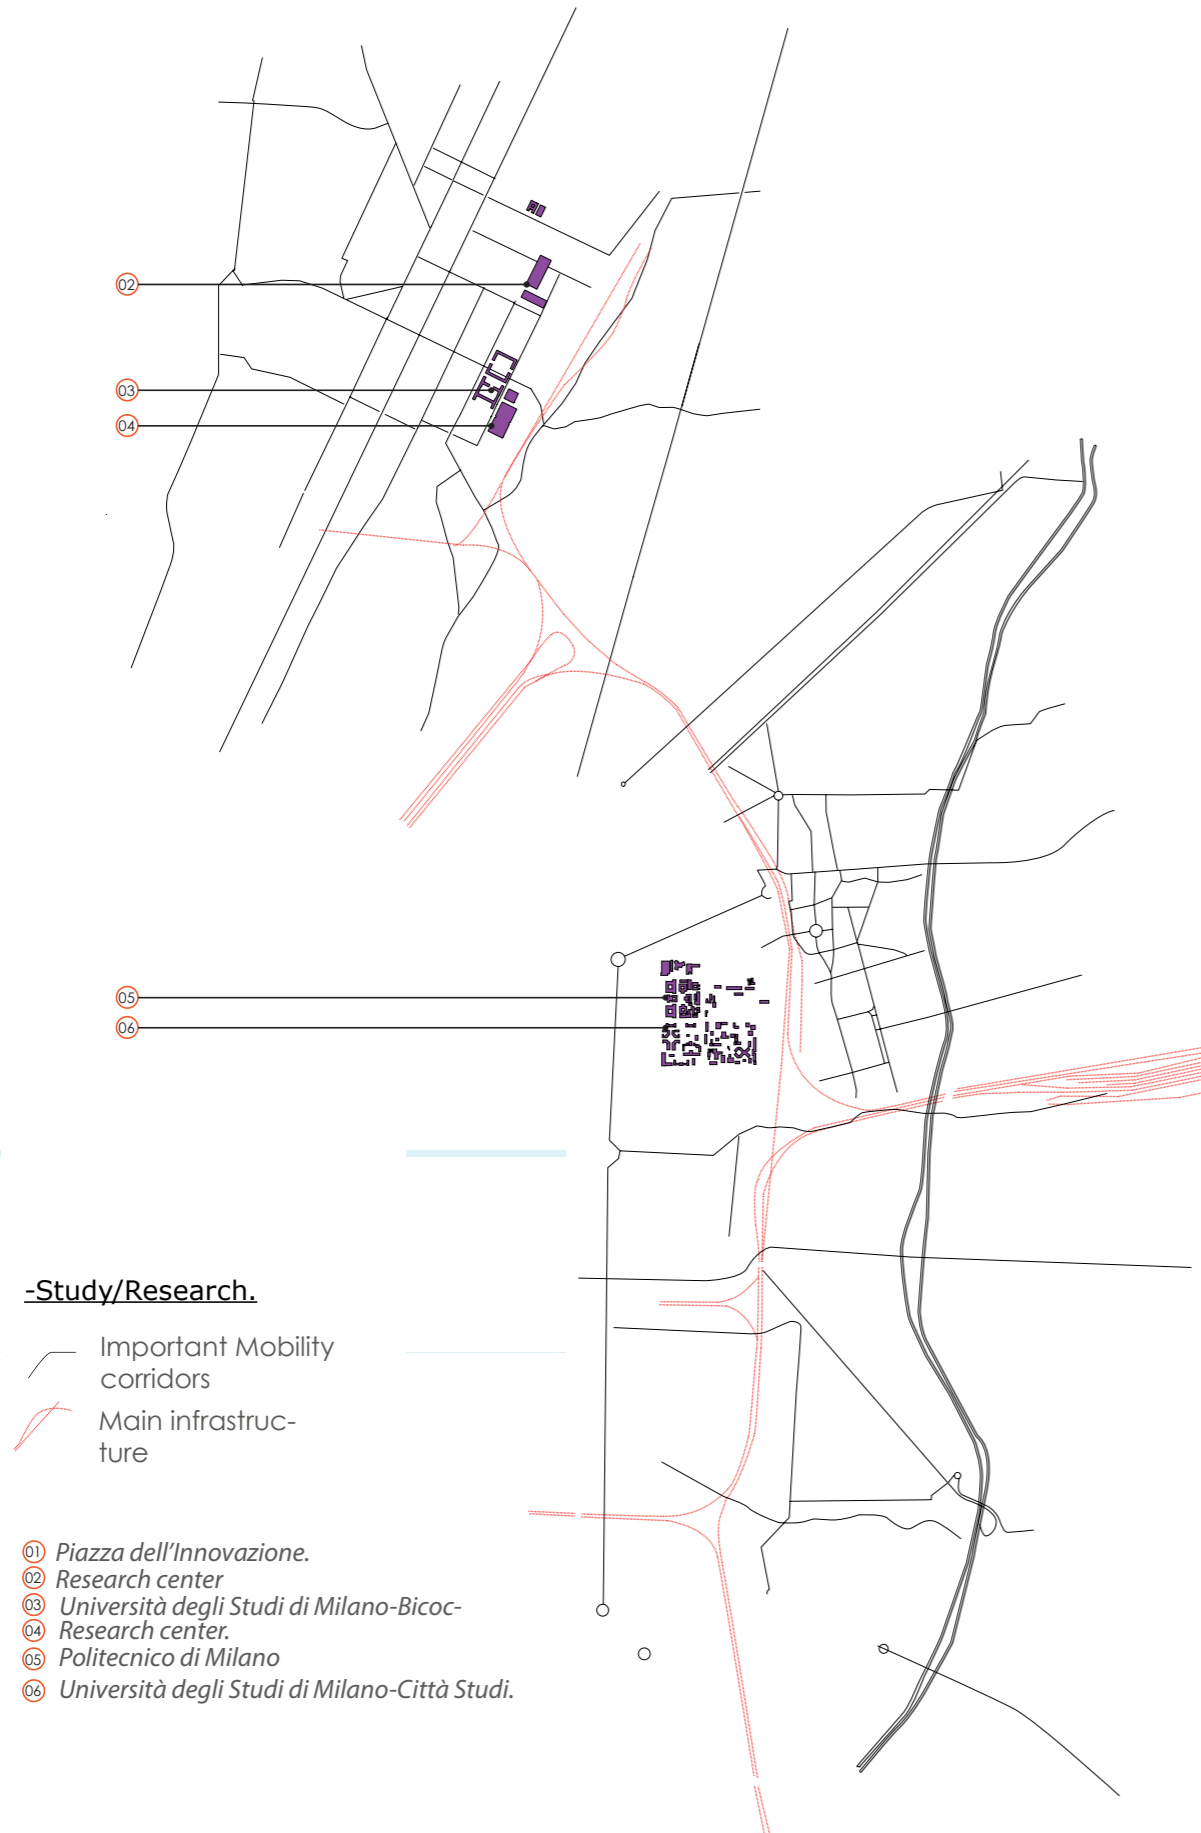 02
03
04
05
06
-Study/Research.
Important Mobility
corridors
Main infrastruc-
ture
01 Piazza dell'Innovazione.
02 Research center
03 Università degli Studi di Milano-Bicoc-
04 Research center.
05 Politecnico di Milano
06 Università degli Studi di Milano-Città Studi.